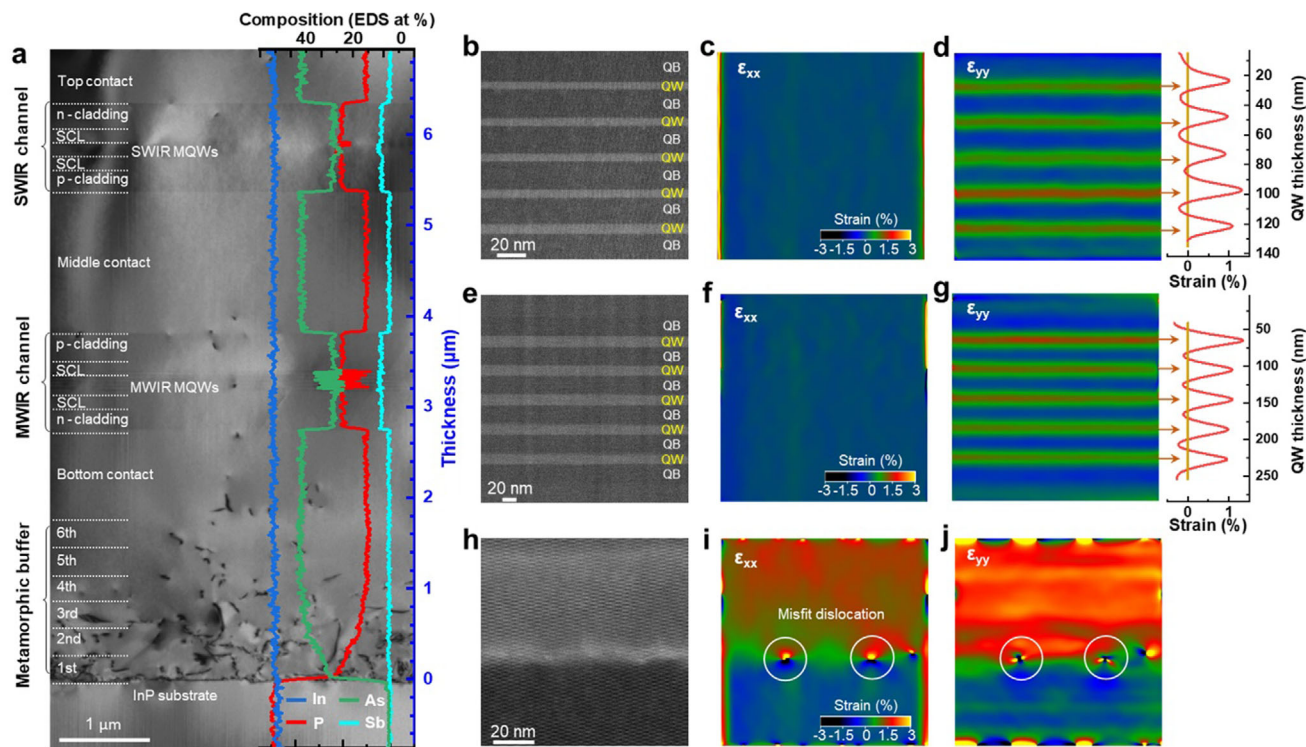 Composition (EDS at %)
40 20 0
a
Top contact
n - cladding
SCL
SWIR MQWs
SCL
p - cladding
SWIR channel
Middle contact
p - cladding
SCL
MWIR MQWs
SCL
n - cladding
MWIR channel
Bottom contact
6th
5th
4th
3rd
2nd
1st
Metamorphic buffer
InP substrate
1 µm
In As
P Sb
6
5
4
3
2
1
0
Thickness (µm)
b
QB
QW
QB
QW
QB
QW
QB
QW
QB
QW
QB
20 nm
c
εxx
Strain (%)
-3 -1.5 0 1.5 3
d
εyy
20
40
60
80
100
120
140
QW thickness (nm)
0 1
Strain (%)
e
QB
QW
QB
QW
QB
QW
QB
QW
QB
QW
QB
20 nm
f
εxx
Strain (%)
-3 -1.5 0 1.5 3
g
εyy
50
100
150
200
250
QW thickness (nm)
0 1
Strain (%)
h
20 nm
i
εxx
Misfit dislocation
Strain (%)
-3 -1.5 0 1.5 3
j
εyy